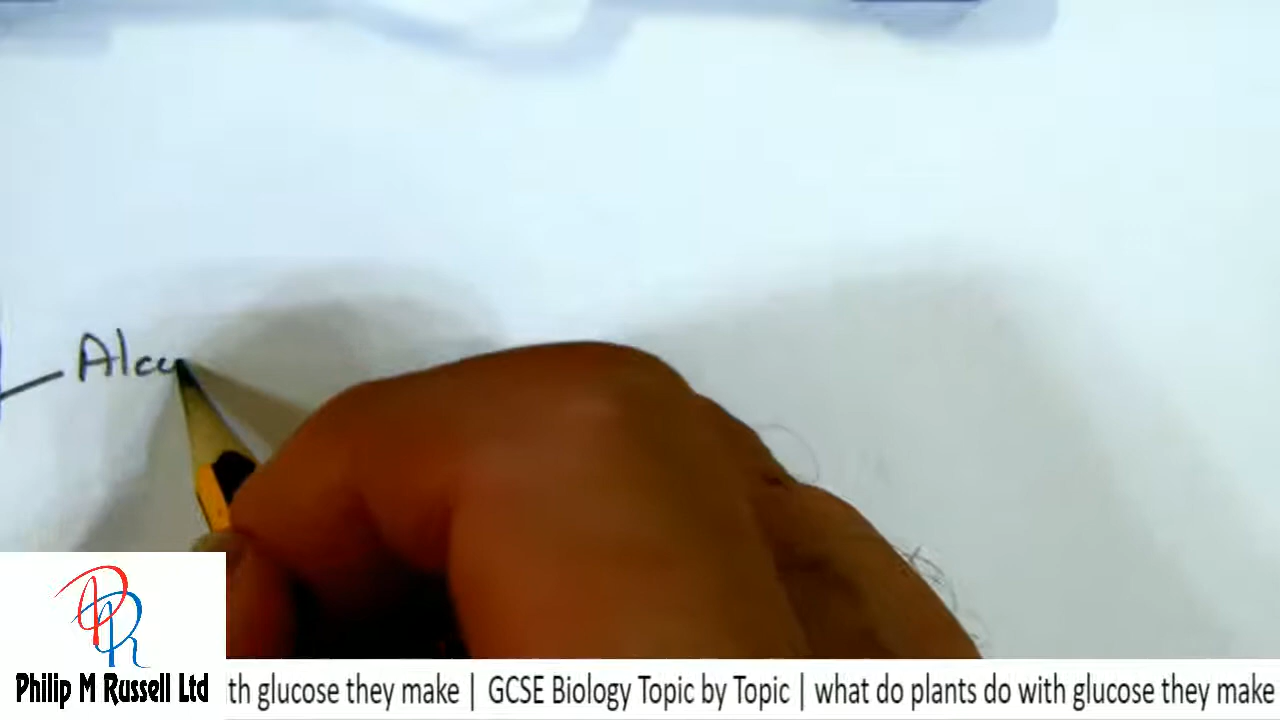 Alcu
Philip M Russell Ltd
th glucose they make | GCSE Biology Topic by Topic | what do plants do with glucose they make